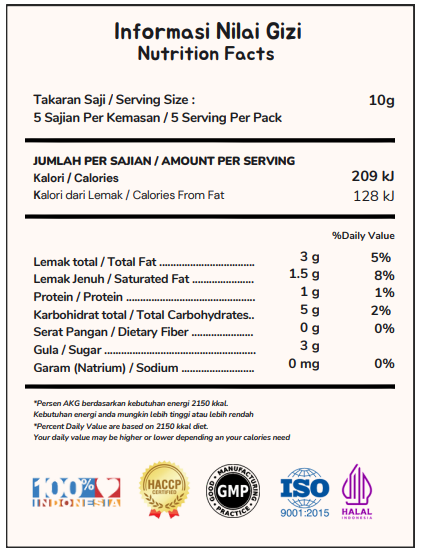 Informasi Nilai Gizi
Nutrition Facts
Takaran Saji / Serving Size : 10g
5 Sajian Per Kemasan / 5 Serving Per Pack
JUMLAH PER SAJIAN / AMOUNT PER SERVING
Kalori / Calories 209 kJ
Kalori dari Lemak / Calories From Fat 128 kJ
%Daily Value
Lemak total / Total Fat .................................. 3 g 5%
Lemak Jenuh / Saturated Fat ...................... 1.5 g 8%
Protein / Protein .............................................. 1 g 1%
Karbohidrat total / Total Carbohydrates.. 5 g 2%
Serat Pangan / Dietary Fiber ...................... 0 g 0%
Gula / Sugar ...................................................... 3 g
Garam (Natrium) / Sodium .......................... 0 mg 0%
*Persen AKG berdasarkan kebutuhan energi 2150 kkal.
Kebutuhan energi anda mungkin lebih tinggi atau lebih rendah
*Percent Daily Value are based on 2150 kkal diet.
Your daily value may be higher or lower depending an your calories need
100% INDONESIA
HACCP
CERTIFIED
GOOD • MANUFACTURING • PRACTICE
GMP
ISO
9001:2015
HALAL
INDONESIA